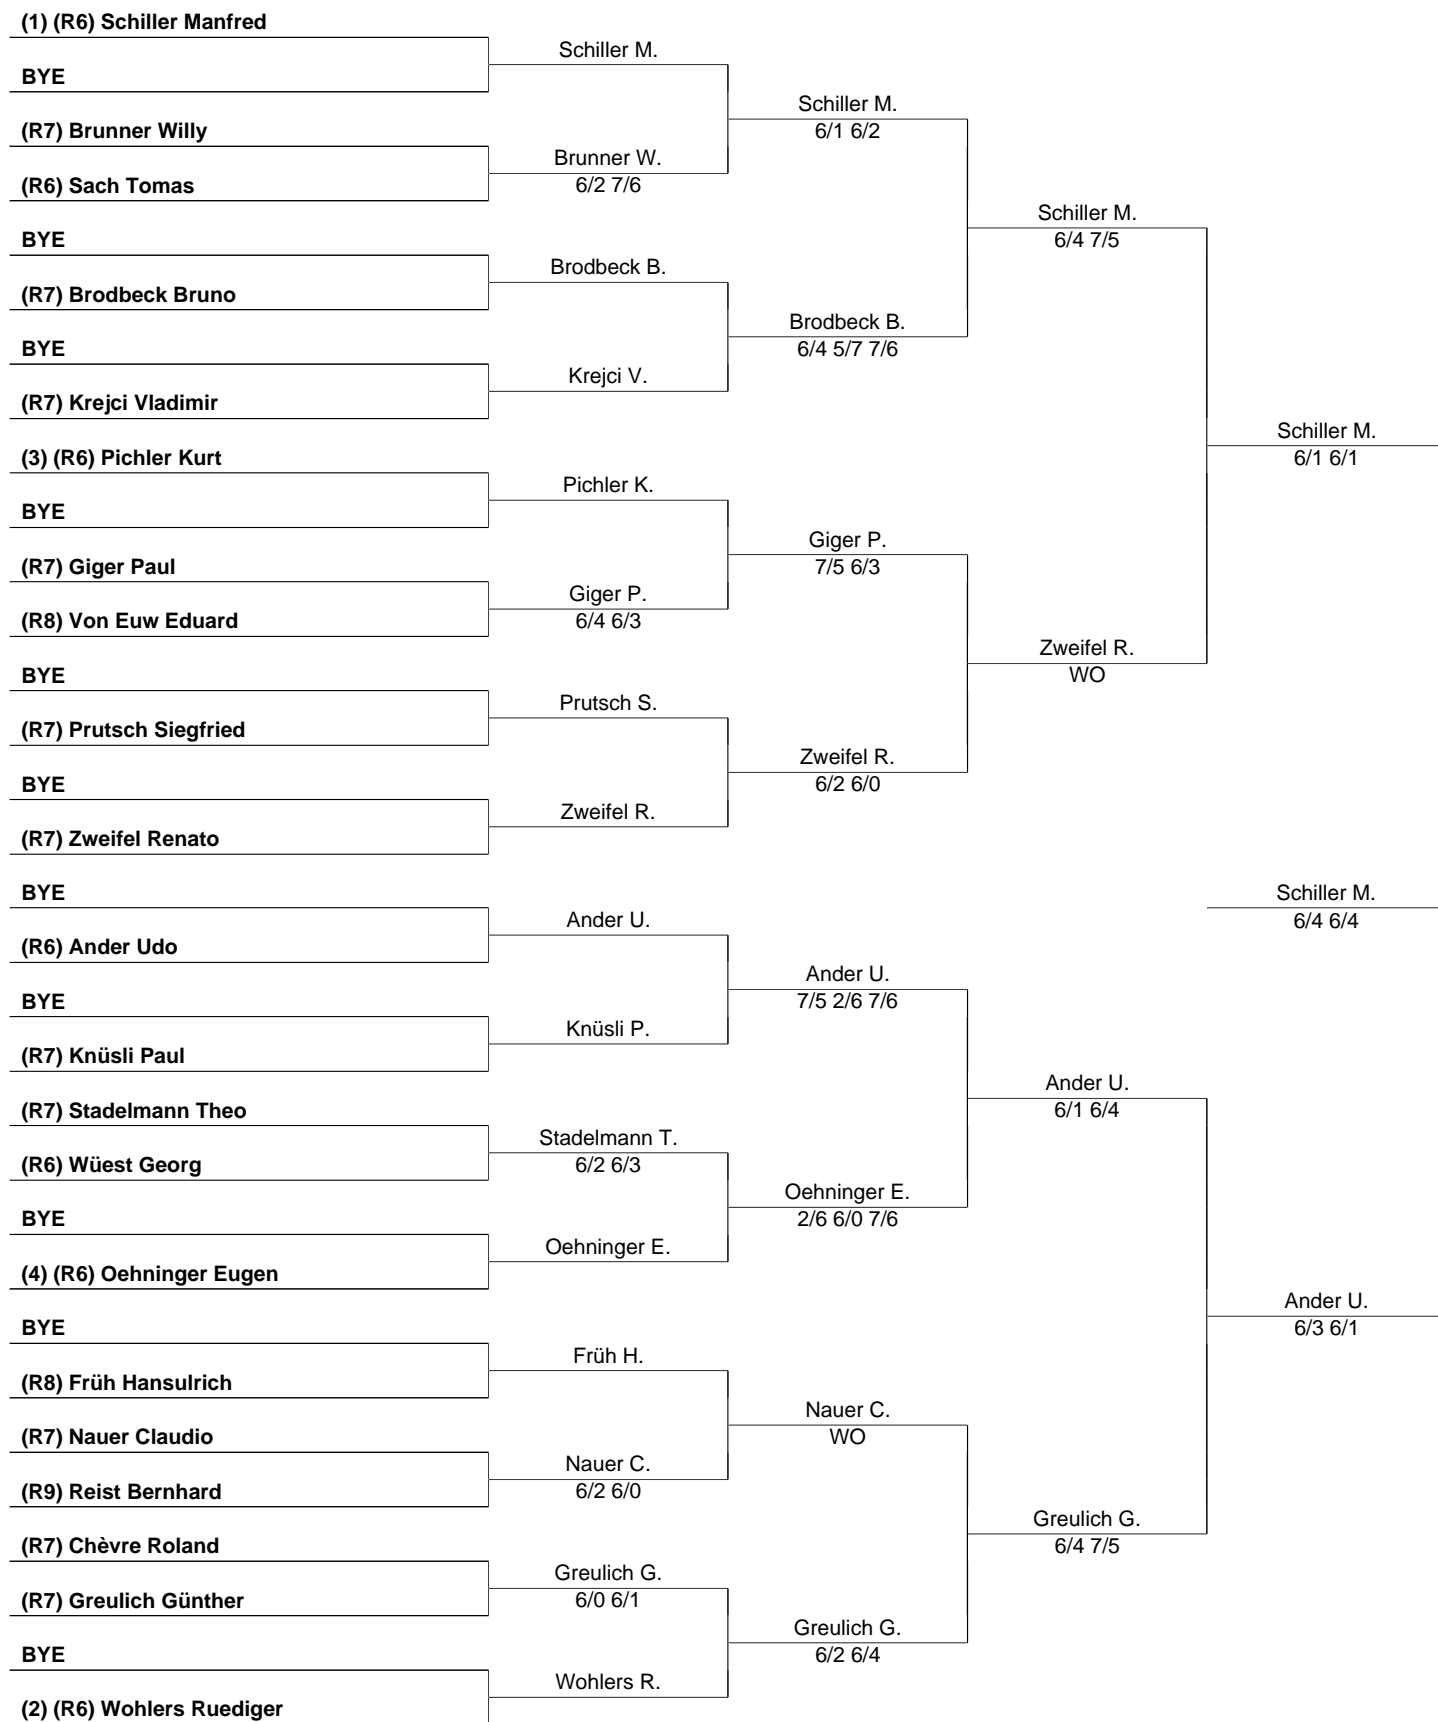 (1) (R6) Schiller Manfred
BYE
(R7) Brunner Willy
(R6) Sach Tomas
BYE
(R7) Brodbeck Bruno
BYE
(R7) Krejci Vladimir
(3) (R6) Pichler Kurt
BYE
(R7) Giger Paul
(R8) Von Euw Eduard
BYE
(R7) Prutsch Siegfried
BYE
(R7) Zweifel Renato
BYE
(R6) Ander Udo
BYE
(R7) Knüsli Paul
(R7) Stadelmann Theo
(R6) Wüest Georg
BYE
(4) (R6) Oehninger Eugen
BYE
(R8) Früh Hansulrich
(R7) Nauer Claudio
(R9) Reist Bernhard
(R7) Chèvre Roland
(R7) Greulich Günther
BYE
(2) (R6) Wohlers Ruediger
Schiller M.
Brunner W.
6/2 7/6
Brodbeck B.
Krejci V.
Pichler K.
Giger P.
6/4 6/3
Prutsch S.
Zweifel R.
Ander U.
Knüsli P.
Stadelmann T.
6/2 6/3
Oehninger E.
Früh H.
Nauer C.
6/2 6/0
Greulich G.
6/0 6/1
Wohlers R.
Schiller M.
6/1 6/2
Brodbeck B.
6/4 5/7 7/6
Giger P.
7/5 6/3
Zweifel R.
6/2 6/0
Ander U.
7/5 2/6 7/6
Oehninger E.
2/6 6/0 7/6
Nauer C.
WO
Greulich G.
6/2 6/4
Schiller M.
6/4 7/5
Zweifel R.
WO
Ander U.
6/1 6/4
Greulich G.
6/4 7/5
Schiller M.
6/1 6/1
Schiller M.
6/4 6/4
Ander U.
6/3 6/1